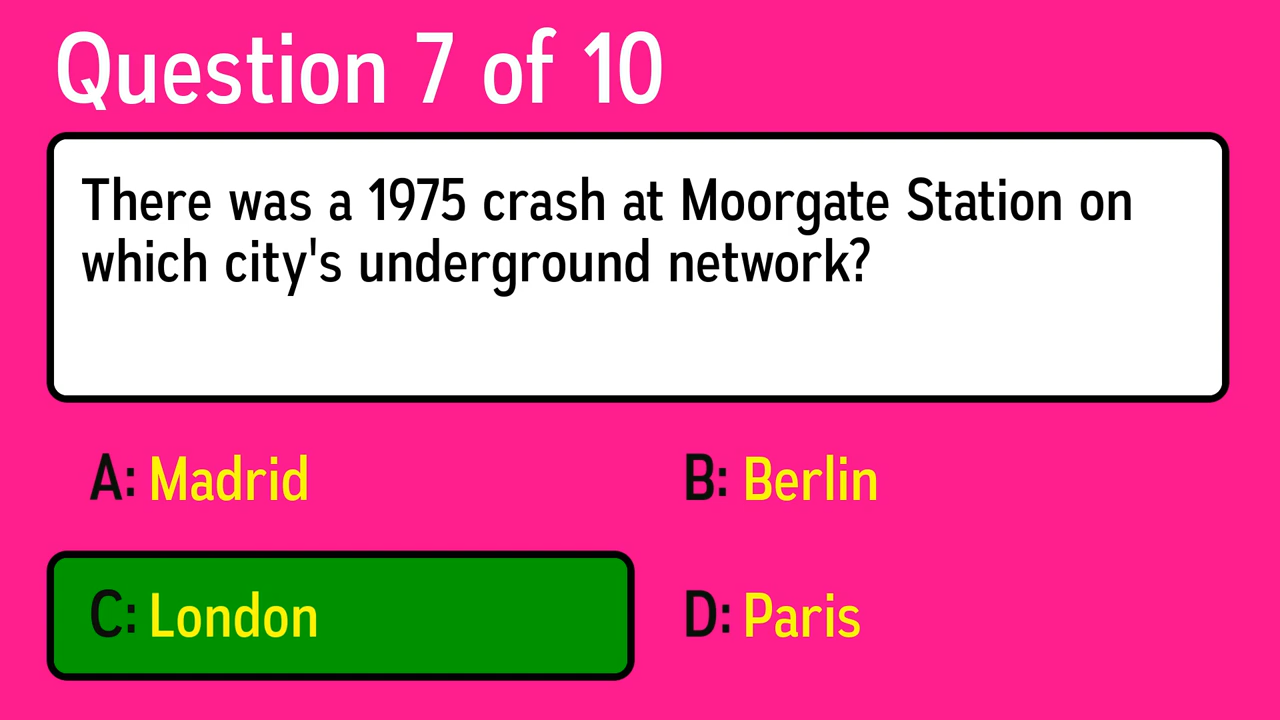 Question 7 of 10
There was a 1975 crash at Moorgate Station on
which city's underground network?
A: Madrid
B: Berlin
C: London
D: Paris